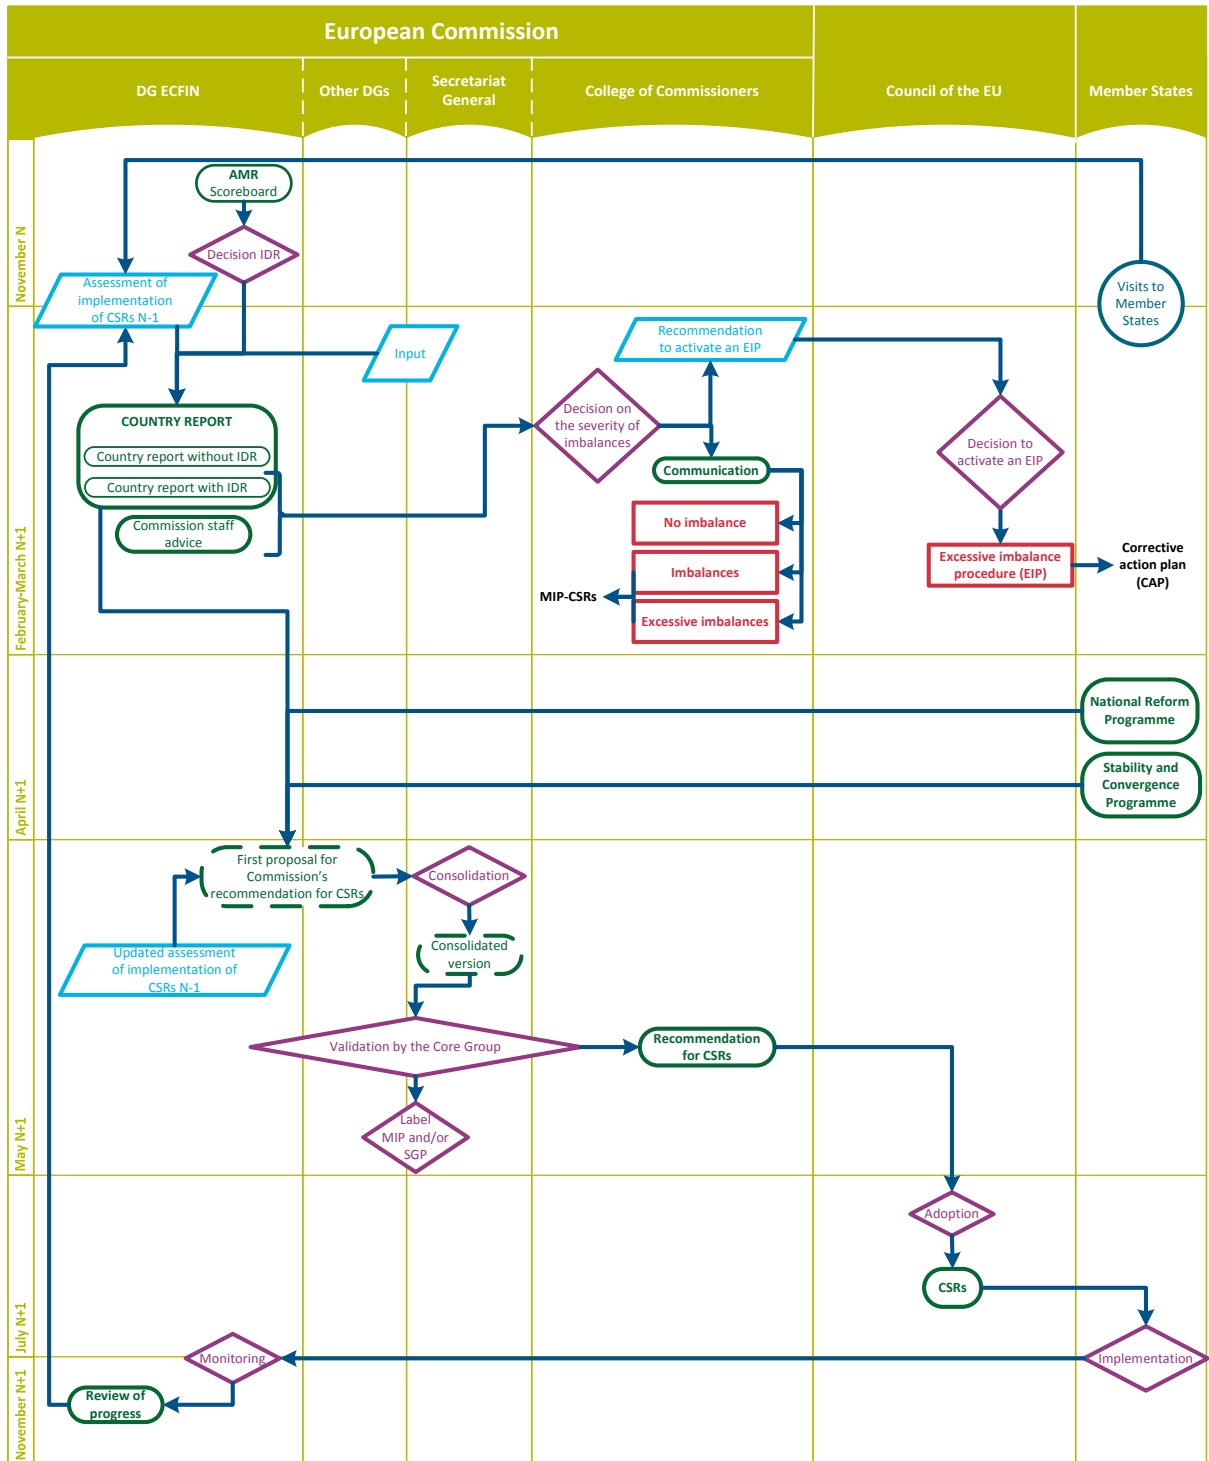 European Commission
DG ECFIN
Other DGs
Secretariat
General
College of Commissioners
Council of the EU
Member States
November N
AMR
Scoreboard
Decision IDR
Assessment of
implementation
of CSRs N-1
Visits to
Member
States
February-March N+1
Input
Recommendation
to activate an EIP
COUNTRY REPORT
Country report without IDR
Country report with IDR
Commission staff
advice
Decision on
the severity of
imbalances
Communication
No imbalance
Imbalances
Excessive imbalances
MIP-CSRs
Decision to
activate an EIP
Excessive imbalance
procedure (EIP)
Corrective
action plan
(CAP)
April N+1
National Reform
Programme
Stability and
Convergence
Programme
May N+1
First proposal for
Commission's
recommendation for CSRs
Consolidation
Updated assessment
of implementation of
CSRs N-1
Consolidated
version
Validation by the Core Group
Recommendation
for CSRs
Label
MIP and/or
SGP
July N+1
Adoption
CSRs
Monitoring
Implementation
November N+1
Review of
progress